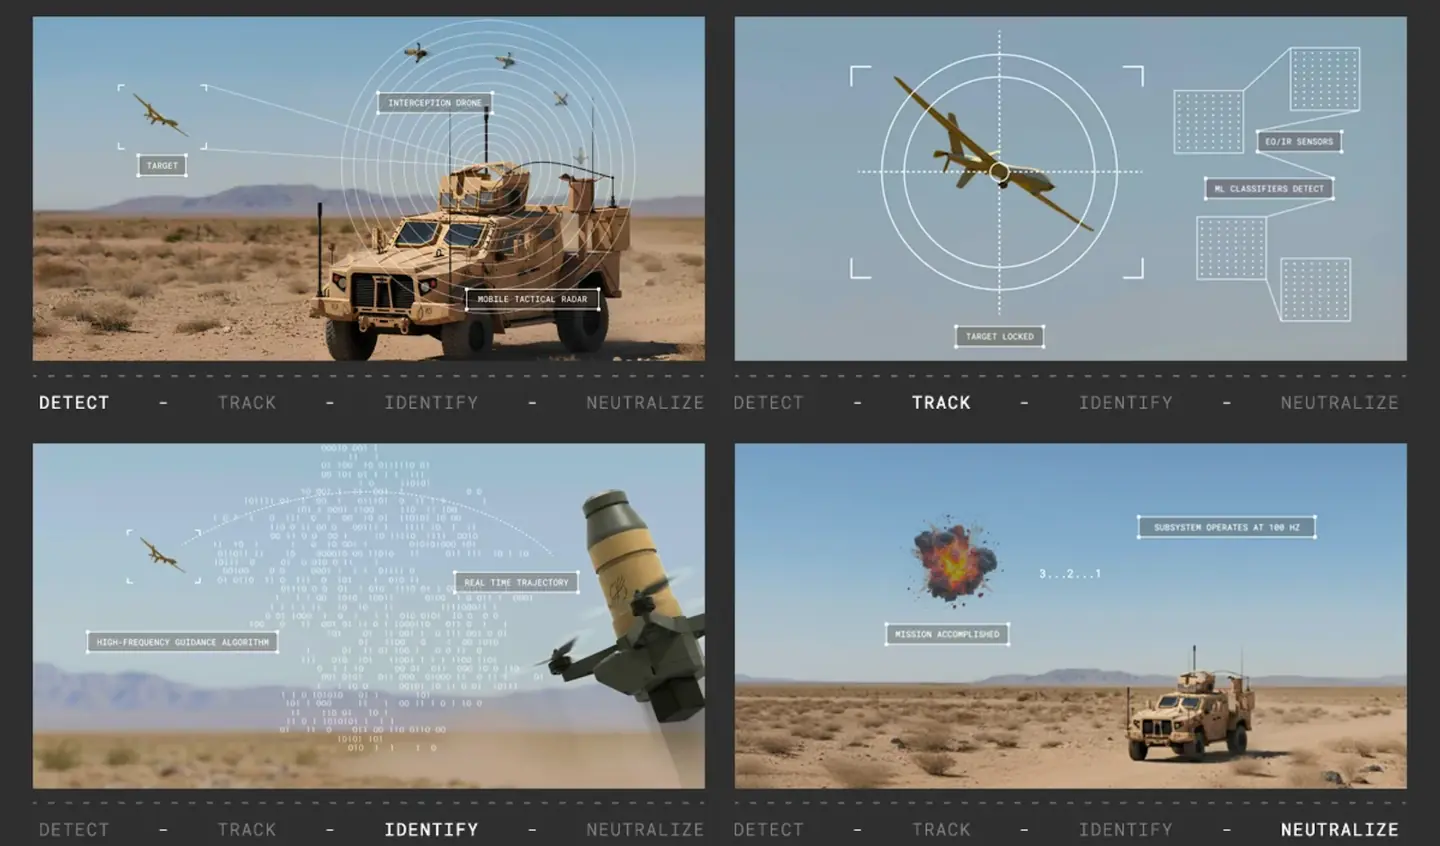 INTERCEPTION DRONE
TARGET
MOBILE TACTICAL RADAR
DETECT - TRACK - IDENTIFY - NEUTRALIZE
EO/IR SENSORS
ML CLASSIFIERS DETECT
TARGET LOCKED
DETECT - TRACK - IDENTIFY - NEUTRALIZE
REAL TIME TRAJECTORY
HIGH-FREQUENCY GUIDANCE ALGORITHM
DETECT - TRACK - IDENTIFY - NEUTRALIZE
SUBSYSTEM OPERATES AT 100 HZ
3...2...1
MISSION ACCOMPLISHED
DETECT - TRACK - IDENTIFY - NEUTRALIZE